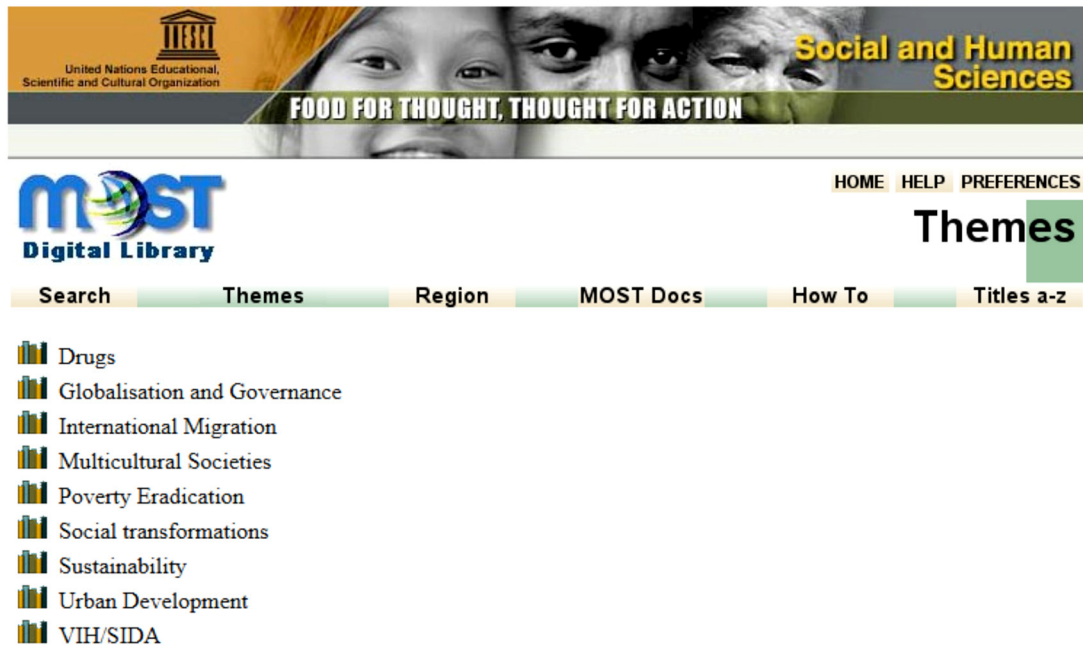 UNESCO
United Nations Educational,
Scientific and Cultural Organization
Social and Human
Sciences
FOOD FOR THOUGHT, THOUGHT FOR ACTION
MOST
Digital Library
HOME HELP PREFERENCES
Themes
Search Themes Region MOST Docs How To Titles a-z
Drugs
Globalisation and Governance
International Migration
Multicultural Societies
Poverty Eradication
Social transformations
Sustainability
Urban Development
VIH/SIDA